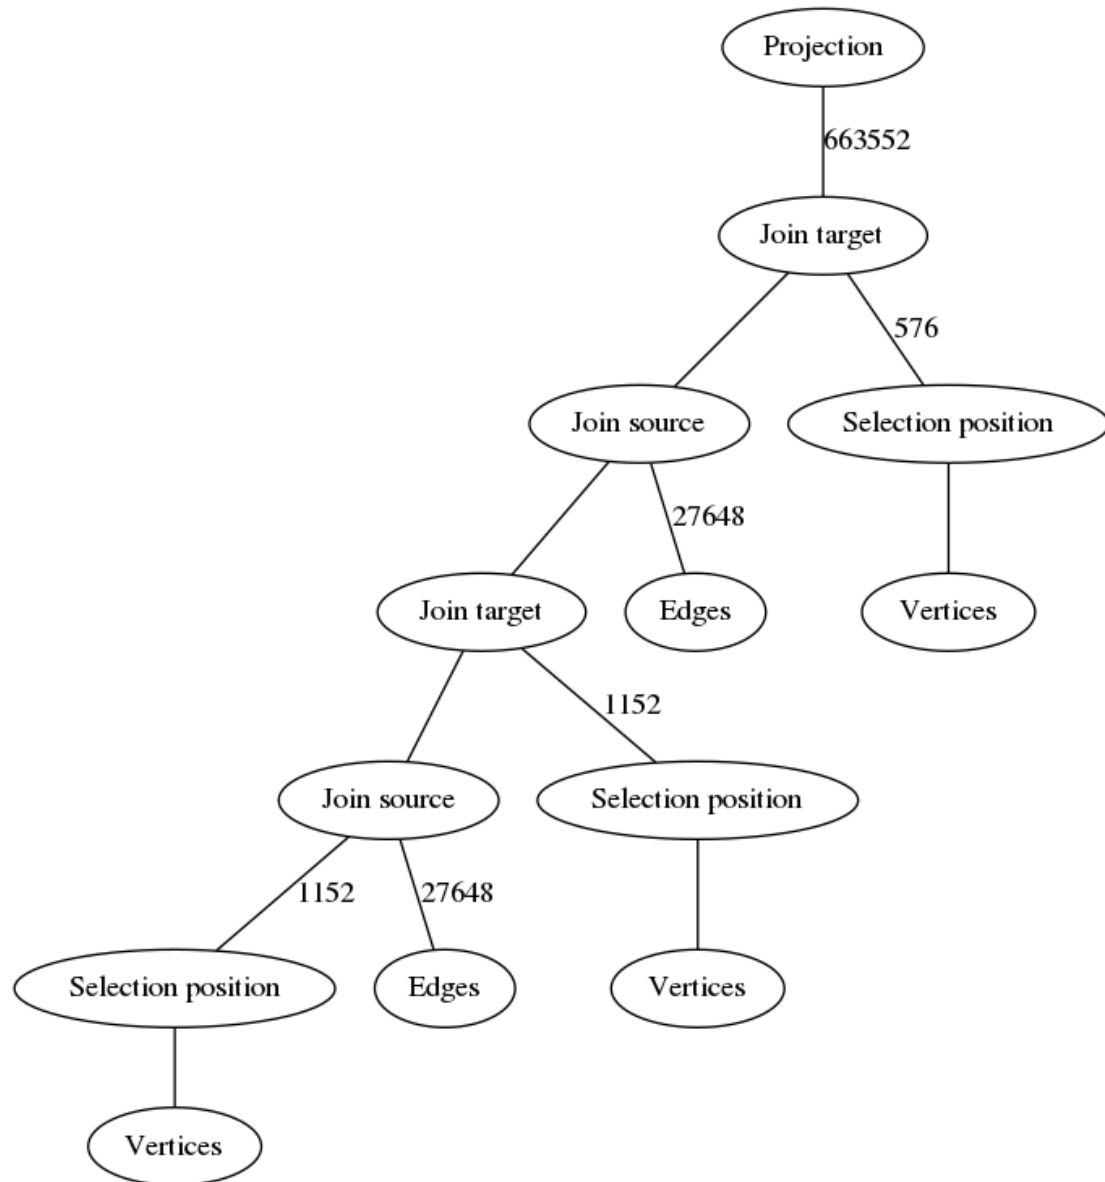 Projection
663552
Join target
576
Join source
Selection position
27648
Join target
Edges
Vertices
1152
Join source
Selection position
1152
27648
Selection position
Edges
Vertices
Vertices